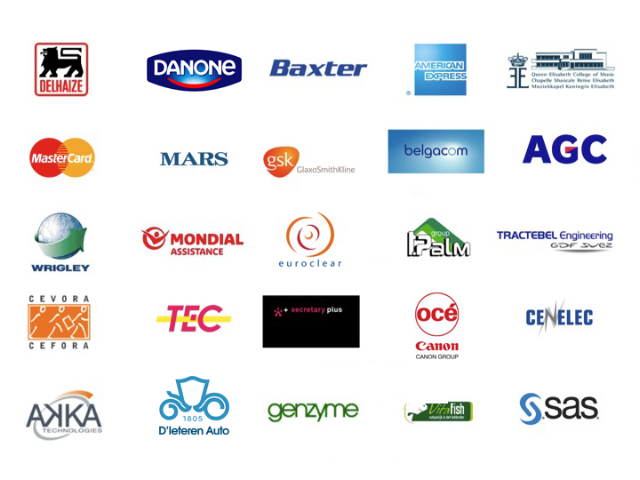 DELHAIZE
DANONE
Baxter
AMERICAN
EXPRESS
®
Queen Elisabeth College of Music
Chapelle Musicale Reine Elisabeth
Muziekkapel Koningin Elisabeth
MasterCard
MARS
gsk
GlaxoSmithKline
belgacom
AGC
WRIGLEY
MONDIAL
ASSISTANCE
euroclear
group
Palm
TRACTEBEL Engineering
GDF SUEZ
CEVORA
CEFORA
TEC
*+ secretary plus
océ
Canon
CANON GROUP
CENELEC
AKKA
TECHNOLOGIES
1805
D'Ieteren Auto
genzyme
VitaFish
sas.